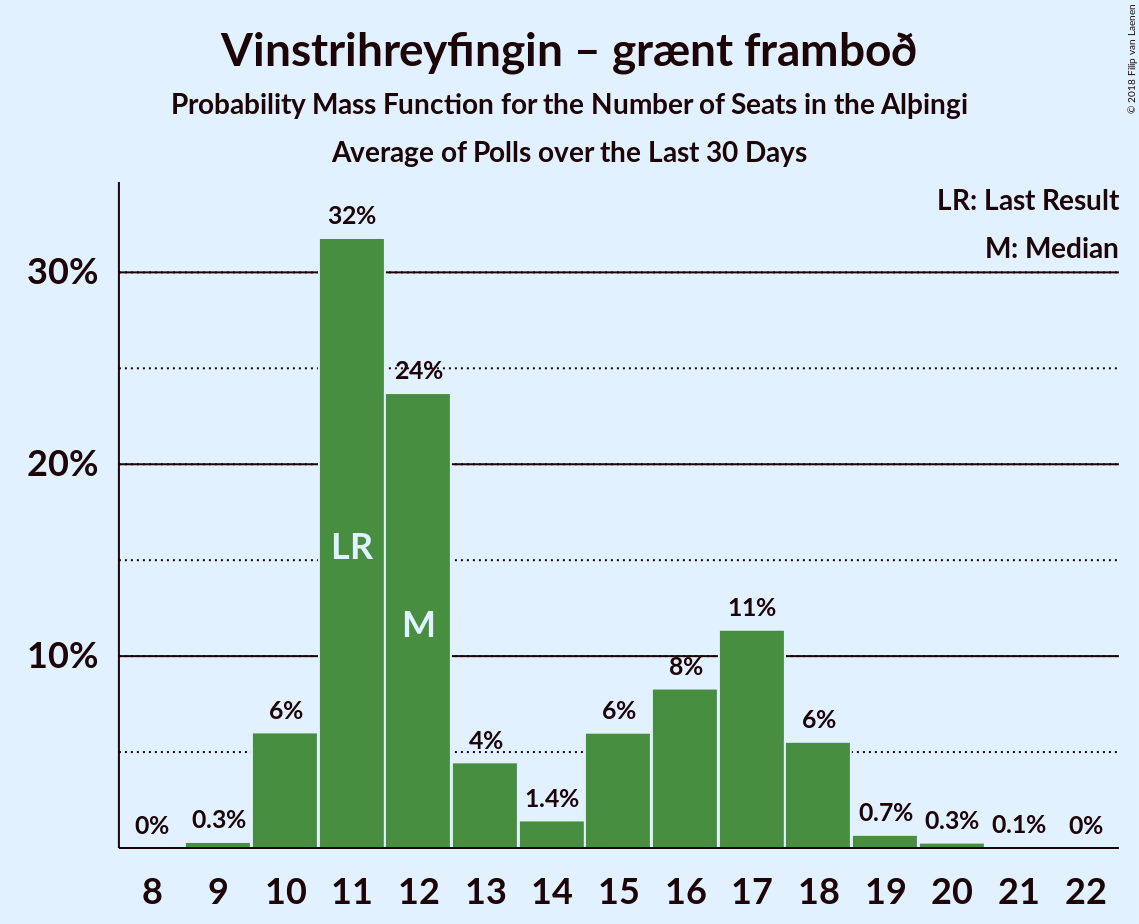 Vinstrihreyfingin – grænt framboð
Probability Mass Function for the Number of Seats in the Alþingi
Average of Polls over the Last 30 Days
© 2018 Filip van Laenen
LR: Last Result
M: Median
30%
20%
10%
0%
0.3%
6%
32%
24%
4%
1.4%
6%
8%
11%
6%
0.7%
0.3%
0.1%
0%
LR
M
8 9 10 11 12 13 14 15 16 17 18 19 20 21 22